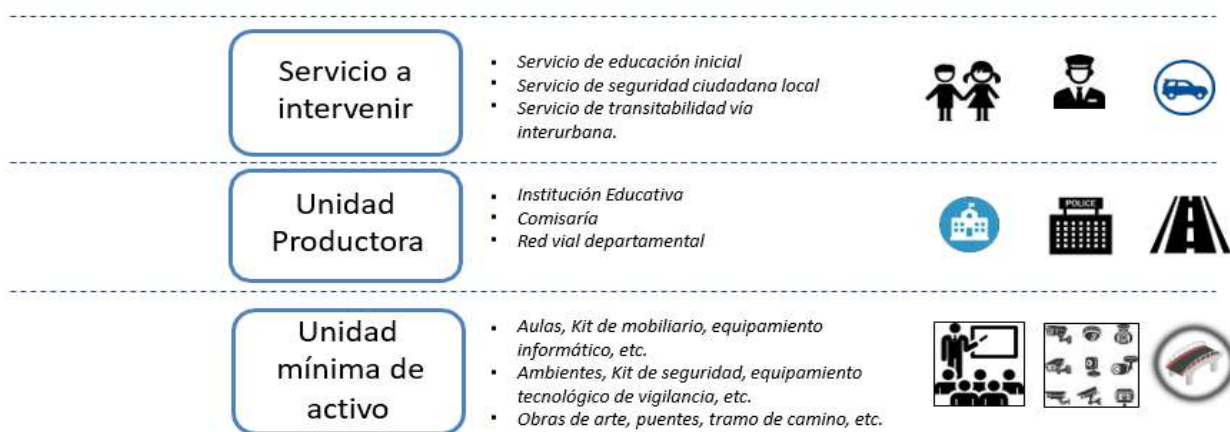 Servicio a
intervenir
▪ Servicio de educación inicial
▪ Servicio de seguridad ciudadana local
▪ Servicio de transitabilidad vía
interurbana.
Unidad
Productora
▪ Institución Educativa
▪ Comisaría
▪ Red vial departamental
POLICE
Unidad
mínima de
activo
▪ Aulas, Kit de mobiliario, equipamiento
informático, etc.
▪ Ambientes, Kit de seguridad, equipamiento
tecnológico de vigilancia, etc.
▪ Obras de arte, puentes, tramo de camino, etc.